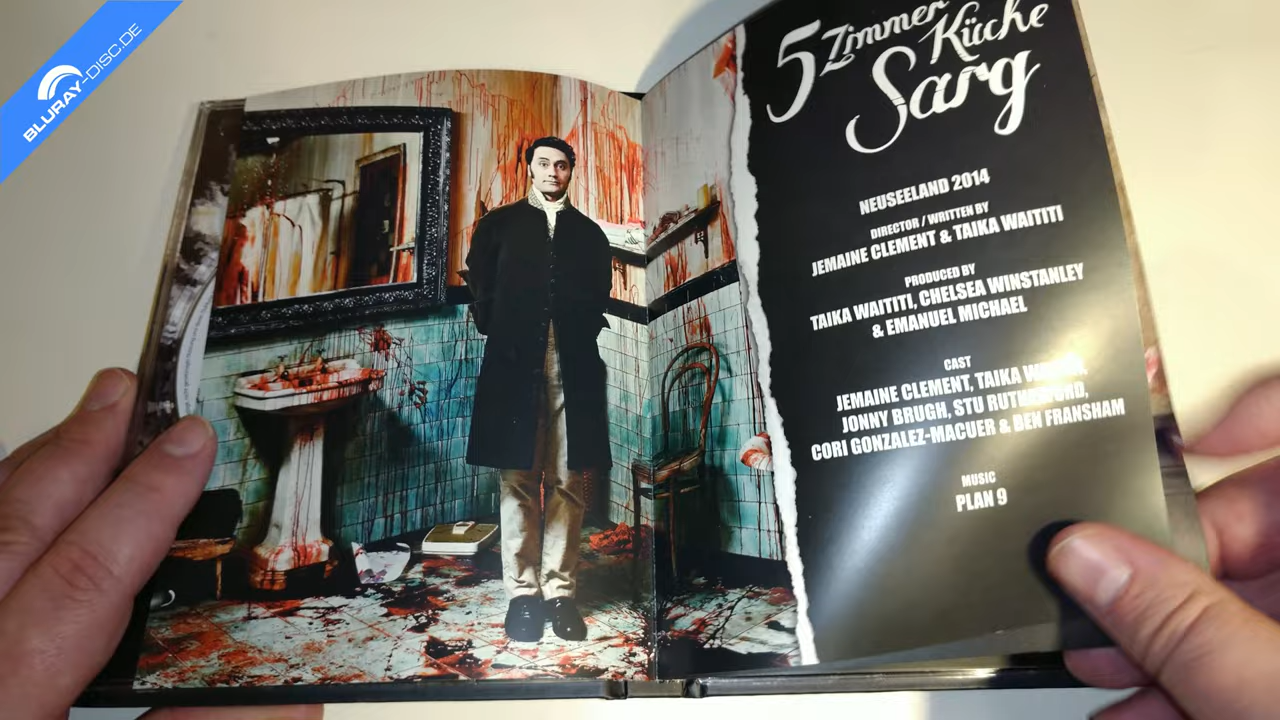 BLURAY-DISC.DE
5 Zimmer
Küche
Sarg
NEUSEELAND 2014
DIRECTOR / WRITTEN BY
JEMAINE CLEMENT & TAIKA WAITITI
PRODUCED BY
TAIKA WAITITI, CHELSEA WINSTANLEY
& EMANUEL MICHAEL
CAST
JEMAINE CLEMENT, TAIKA
JONNY BRUGH, STU RUTHERFORD,
CORI GONZALEZ-MACUER & BEN FRANSHAM
MUSIC
PLAN 9